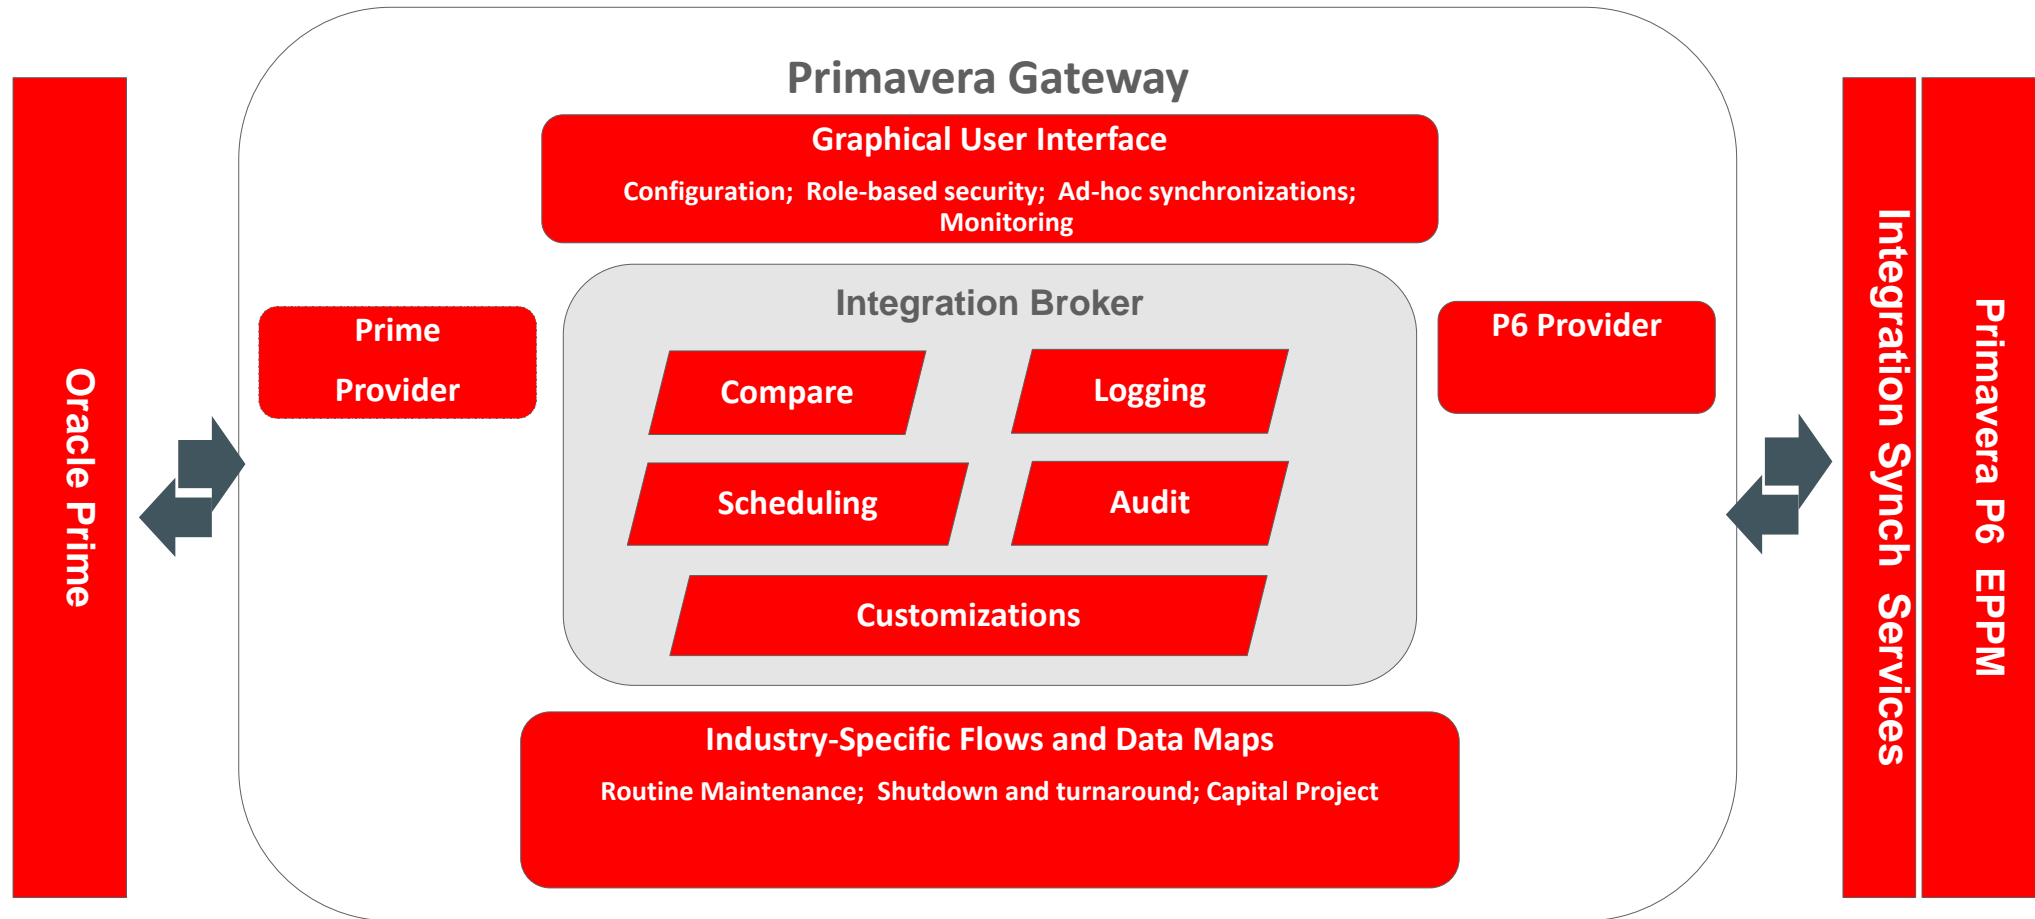 Primavera Gateway
Graphical User Interface
Configuration;  Role-based security;  Ad-hoc synchronizations;
Monitoring
Oracle Prime
Prime
Provider
Integration Broker
Compare
Logging
Scheduling
Audit
Customizations
P6 Provider
Integration Synch  Services
Primavera P6  EPPM
Industry-Specific Flows and Data Maps
Routine Maintenance;  Shutdown and turnaround; Capital Project